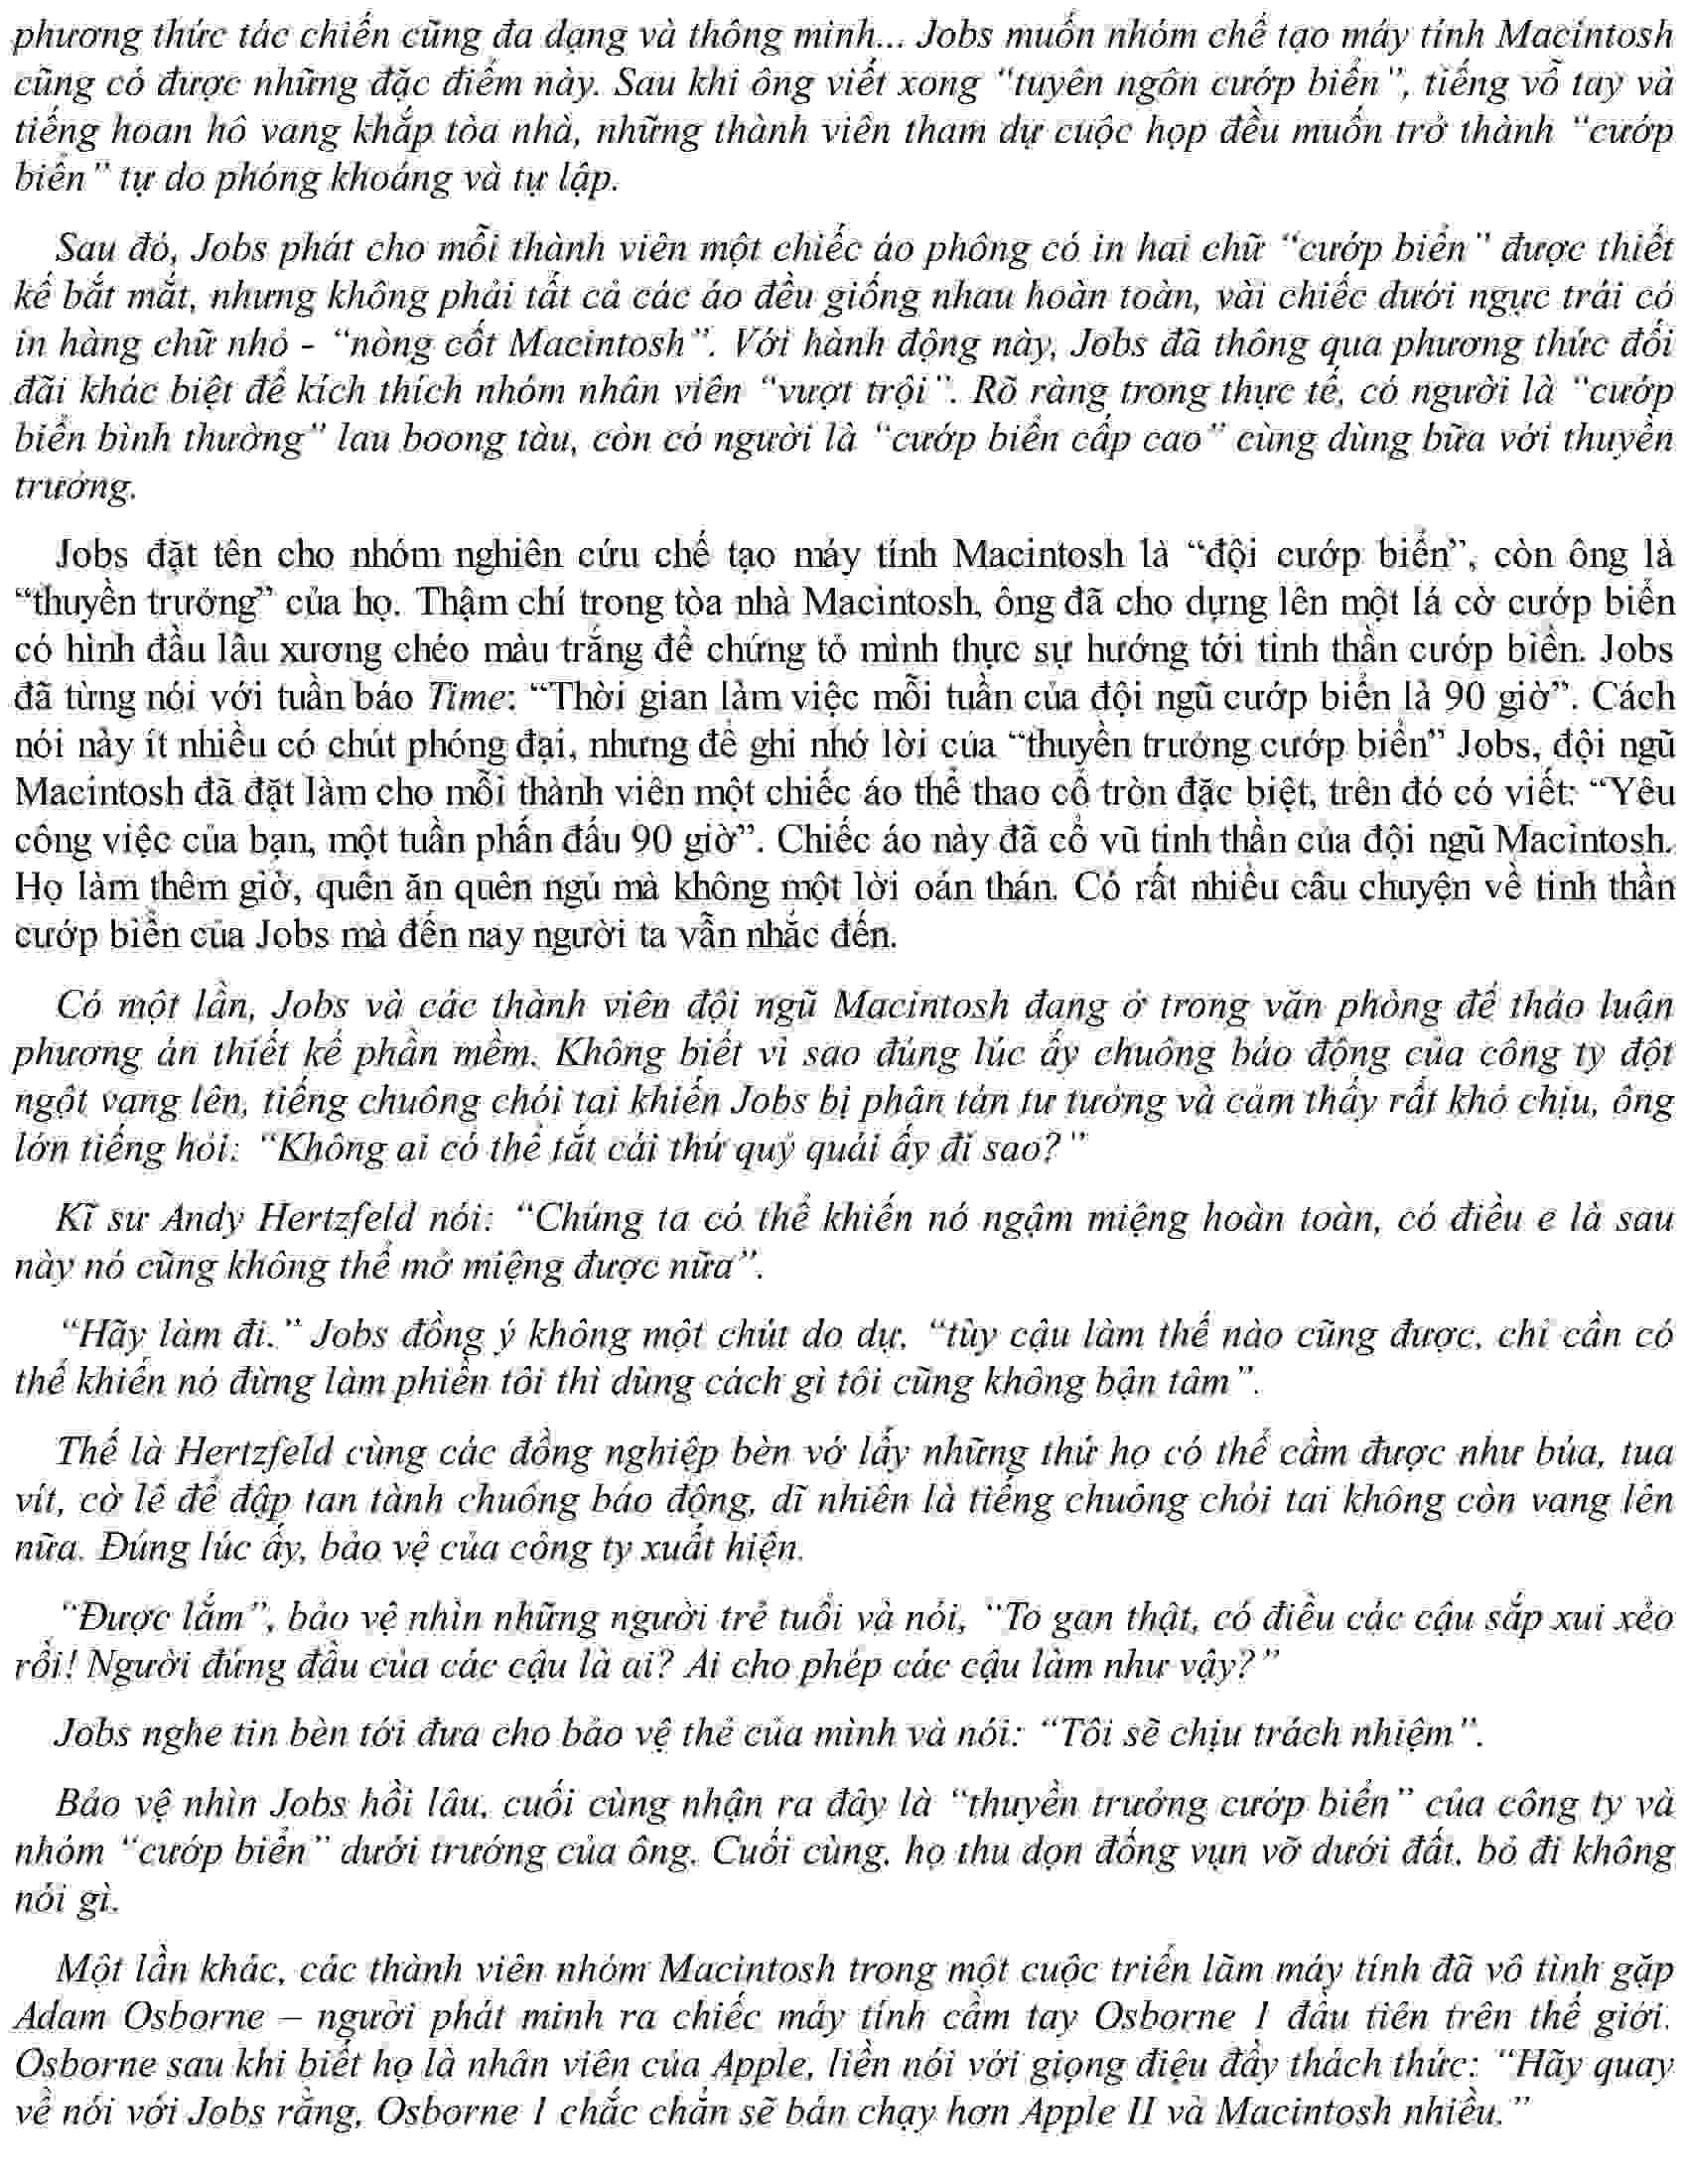 phương thức tác chiến cũng đa dạng và thông minh... Jobs muốn nhóm chế tạo máy tính Macintosh
cũng có được những đặc điểm này. Sau khi ông viết xong “tuyên ngôn cướp biển”, tiếng vỗ tay và
tiếng hoan hô vang khắp tòa nhà, những thành viên tham dự cuộc họp đều muốn trở thành “cướp
biển” tự do phóng khoáng và tự lập.
Sau đó, Jobs phát cho mỗi thành viên một chiếc áo phông có in hai chữ “cướp biển” được thiết
kế bắt mắt, nhưng không phải tất cả các áo đều giống nhau hoàn toàn, vài chiếc dưới ngực trái có
in hàng chữ nhỏ - “nòng cốt Macintosh”. Với hành động này, Jobs đã thông qua phương thức đối
đãi khác biệt để kích thích nhóm nhân viên “vượt trội”. Rõ ràng trong thực tế, có người là “cướp
biển bình thường” lau boong tàu, còn có người là “cướp biển cấp cao” cùng dùng bữa với thuyền
trưởng.
Jobs đặt tên cho nhóm nghiên cứu chế tạo máy tính Macintosh là “đội cướp biển”, còn ông là
“thuyền trưởng” của họ. Thậm chí trong tòa nhà Macintosh, ông đã cho dựng lên một lá cờ cướp biển
có hình đầu lâu xương chéo màu trắng để chứng tỏ mình thực sự hướng tới tinh thần cướp biển. Jobs
đã từng nói với tuần báo Time: “Thời gian làm việc mỗi tuần của đội ngũ cướp biển là 90 giờ”. Cách
nói này ít nhiều có chút phóng đại, nhưng để ghi nhớ lời của “thuyền trưởng cướp biển” Jobs, đội ngũ
Macintosh đã đặt làm cho mỗi thành viên một chiếc áo thể thao cổ tròn đặc biệt, trên đó có viết: “Yêu
công việc của bạn, một tuần phấn đấu 90 giờ”. Chiếc áo này đã cổ vũ tinh thần của đội ngũ Macintosh.
Họ làm thêm giờ, quên ăn quên ngủ mà không một lời oán thán. Có rất nhiều câu chuyện về tinh thần
cướp biển của Jobs mà đến nay người ta vẫn nhắc đến.
Có một lần, Jobs và các thành viên đội ngũ Macintosh đang ở trong văn phòng để thảo luận
phương án thiết kế phần mềm. Không biết vì sao đúng lúc ấy chuông báo động của công ty đột
ngột vang lên, tiếng chuông chói tai khiến Jobs bị phân tán tư tưởng và cảm thấy rất khó chịu, ông
lớn tiếng hỏi: “Không ai có thể tắt cái thứ quỷ quái ấy đi sao?”
Kĩ sư Andy Hertzfeld nói: “Chúng ta có thể khiến nó ngậm miệng hoàn toàn, có điều e là sau
này nó cũng không thể mở miệng được nữa”.
“Hãy làm đi.” Jobs đồng ý không một chút do dự, “tùy cậu làm thế nào cũng được, chỉ cần có
thể khiến nó đừng làm phiền tôi thì dùng cách gì tôi cũng không bận tâm”.
Thế là Hertzfeld cùng các đồng nghiệp bèn vớ lấy những thứ họ có thể cầm được như búa, tua
vít, cờ lê để đập tan tành chuông báo động, dĩ nhiên là tiếng chuông chói tai không còn vang lên
nữa. Đúng lúc ấy, bảo vệ của công ty xuất hiện.
“Được lắm”, bảo vệ nhìn những người trẻ tuổi và nói, “To gan thật, có điều các cậu sắp xui xẻo
rồi! Người đứng đầu của các cậu là ai? Ai cho phép các cậu làm như vậy?”
Jobs nghe tin bèn tới đưa cho bảo vệ thẻ của mình và nói: “Tôi sẽ chịu trách nhiệm”.
Bảo vệ nhìn Jobs hồi lâu, cuối cùng nhận ra đây là “thuyền trưởng cướp biển” của công ty và
nhóm “cướp biển” dưới trướng của ông. Cuối cùng, họ thu dọn đống vụn vỡ dưới đất, bỏ đi không
nói gì.
Một lần khác, các thành viên nhóm Macintosh trong một cuộc triển lãm máy tính đã vô tình gặp
Adam Osborne – người phát minh ra chiếc máy tính cầm tay Osborne 1 đầu tiên trên thế giới.
Osborne sau khi biết họ là nhân viên của Apple, liền nói với giọng điệu đầy thách thức: “Hãy quay
về nói với Jobs rằng, Osborne 1 chắc chắn sẽ bán chạy hơn Apple II và Macintosh nhiều.”